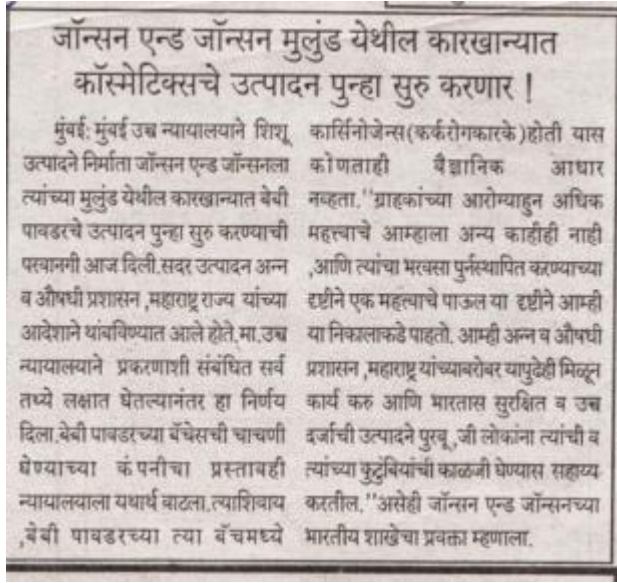 जॉन्सन एन्ड जॉन्सन मुलुंड येथील कारखान्यात
कॉस्मेटिक्सचे उत्पादन पुन्हा सुरु करणार !
मुंबई: मुंबई उच्च न्यायालयाने शिशू
उत्पादने निर्माता जॉन्सन एन्ड जॉन्सनला
त्यांच्या मुलुंड येथील कारखान्यात बेबी
पावडरचे उत्पादन पुन्हा सुरु करण्याची
परवानगी आज दिली.सदर उत्पादन अन्न
व औषधी प्रशासन ,महाराष्ट्र राज्य यांच्या
आदेशाने थांबविण्यात आले होते.मा.उच्च
न्यायालयाने प्रकरणाशी संबंधित सर्व
तथ्ये लक्षात घेतल्यानंतर हा निर्णय
दिला.बेबी पावडरच्या बॅचेसची चाचणी
घेण्याच्या कंपनीचा प्रस्तावही
न्यायालयाला यथार्थ वाटला.त्याशिवाय
,बेबी पावडरच्या त्या बॅचमध्ये
कार्सिनोजेन्स(कर्करोगकारके)होती यास
कोणताही वैज्ञानिक आधार
नव्हता.''ग्राहकांच्या आरोग्याहुन अधिक
महत्त्वाचे आम्हाला अन्य काहीही नाही
,आणि त्यांचा भरवसा पुर्नस्थापित करण्याच्या
दृष्टीने एक महत्वाचे पाऊल या दृष्टीने आम्ही
या निकालाकडे पाहतो. आम्ही अन्न व औषधी
प्रशासन ,महाराष्ट्र यांच्याबरोबर यापुढेही मिळून
कार्य करु आणि भारतास सुरक्षित व उच्च
दर्जाची उत्पादने पुरवू ,जी लोकांना त्यांची व
त्यांच्या कुटुंबियांची काळजी घेण्यास सहाय्य
करतील.''असेही जॉन्सन एन्ड जॉन्सनच्या
भारतीय शाखेचा प्रवक्ता म्हणाला.